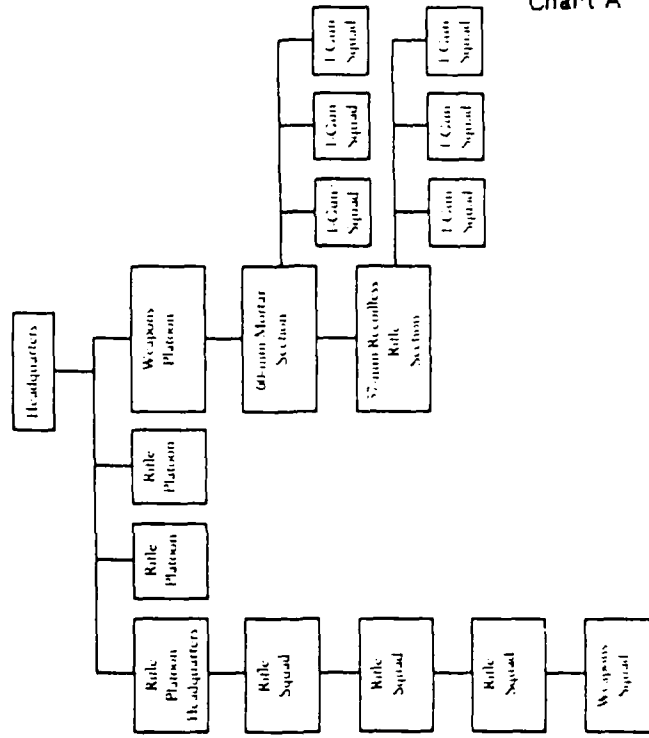 Chart A
Headquarters
Rifle
Platoon
Headquarters
Rifle
Platoon
Rifle
Platoon
Weapons
Platoon
Rifle
Squad
Rifle
Squad
Rifle
Squad
Weapons
Squad
60-mm Mortar
Section
1-Gun
Squad
1-Gun
Squad
1-Gun
Squad
57-mm Recoilless
Rifle
Section
1-Gun
Squad
1-Gun
Squad
1-Gun
Squad